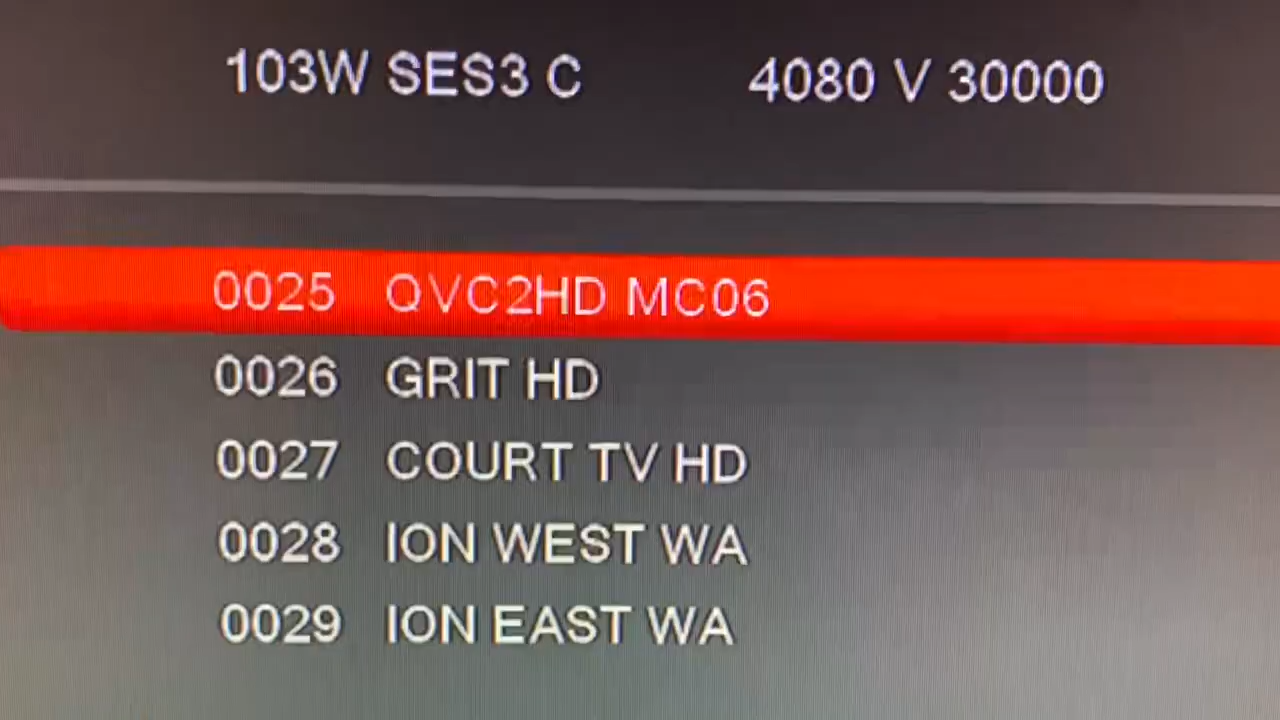 103W SES3 C 4080 V 30000
0025 QVC2HD MC06
0026 GRIT HD
0027 COURT TV HD
0028 ION WEST WA
0029 ION EAST WA